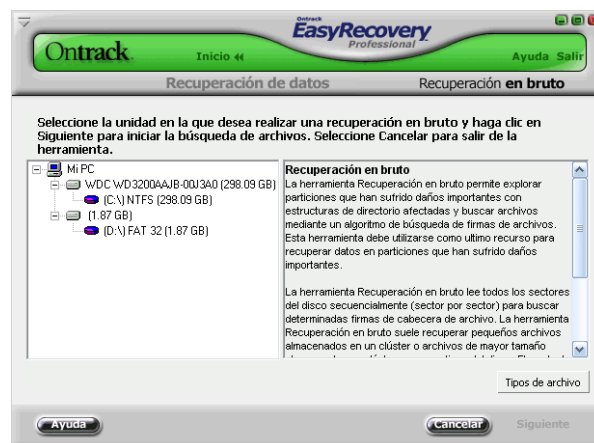 Ontrack
EasyRecovery
Professional
Ontrack
Inicio
Ayuda Salir
Recuperación de datos
Recuperación en bruto
Seleccione la unidad en la que desea realizar una recuperación en bruto y haga clic en
Siguiente para iniciar la búsqueda de archivos. Seleccione Cancelar para salir de la
herramienta.
Mi PC
WDC WD3200AAJB-00J3A0 (298.09 GB)
(C:\) NTFS (298.09 GB)
(1.87 GB)
(D:\) FAT 32 (1.87 GB)
Recuperación en bruto
La herramienta Recuperación en bruto permite explorar
particiones que han sufrido daños importantes con
estructuras de directorio afectadas y buscar archivos
mediante un algoritmo de búsqueda de firmas de archivos.
Esta herramienta debe utilizarse como ultimo recurso para
recuperar datos en particiones que han sufrido daños
importantes.
La herramienta Recuperación en bruto lee todos los sectores
del disco secuencialmente (sector por sector) para buscar
determinadas firmas de cabecera de archivo. La herramienta
Recuperación en bruto suele recuperar pequeños archivos
almacenados en un clúster o archivos de mayor tamaño
Tipos de archivo
Ayuda
Cancelar
Siguiente